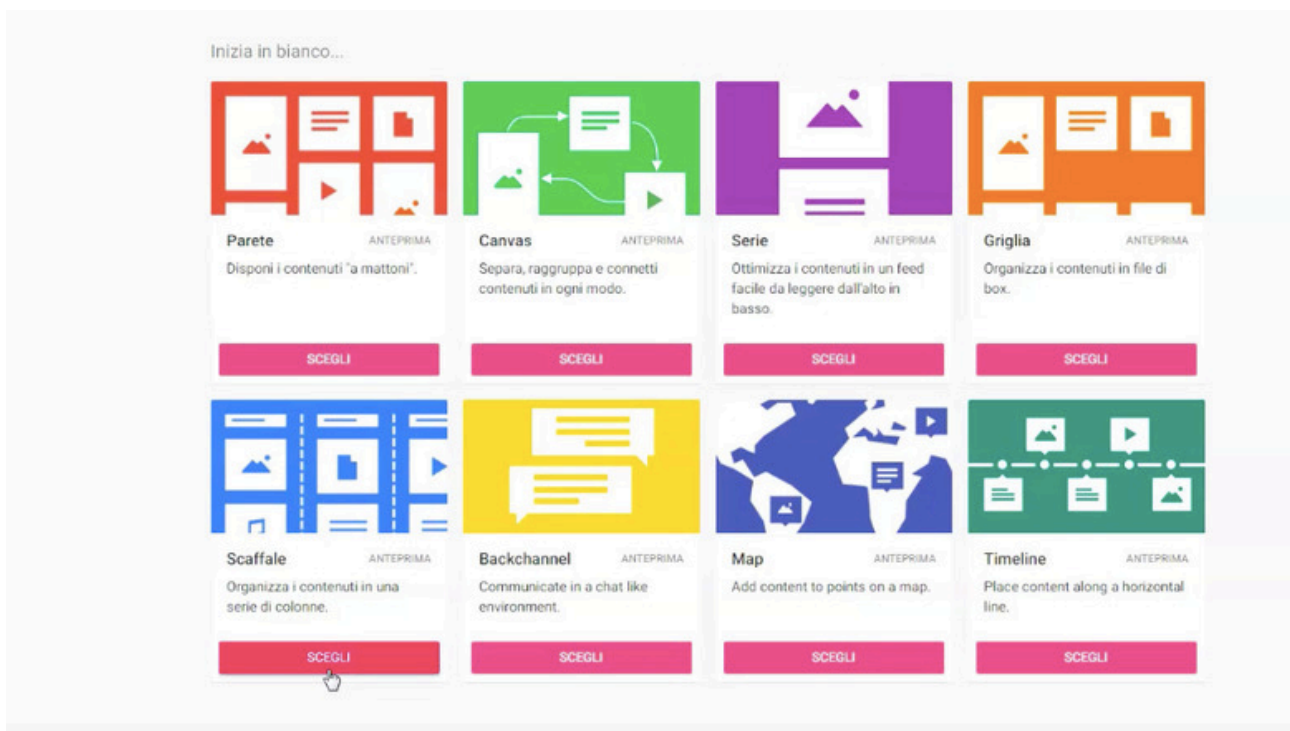 Inizia in bianco...
Parete ANTEPRIMA
Disponi i contenuti "a mattoni".
SCEGLI
Canvas ANTEPRIMA
Separa, raggruppa e connetti
contenuti in ogni modo.
SCEGLI
Serie ANTEPRIMA
Ottimizza i contenuti in un feed
facile da leggere dall'alto in
basso.
SCEGLI
Griglia ANTEPRIMA
Organizza i contenuti in file di
box.
SCEGLI
Scaffale ANTEPRIMA
Organizza i contenuti in una
serie di colonne.
SCEGLI
Backchannel ANTEPRIMA
Communicate in a chat like
environment.
SCEGLI
Map ANTEPRIMA
Add content to points on a map.
SCEGLI
Timeline ANTEPRIMA
Place content along a horizontal
line.
SCEGLI